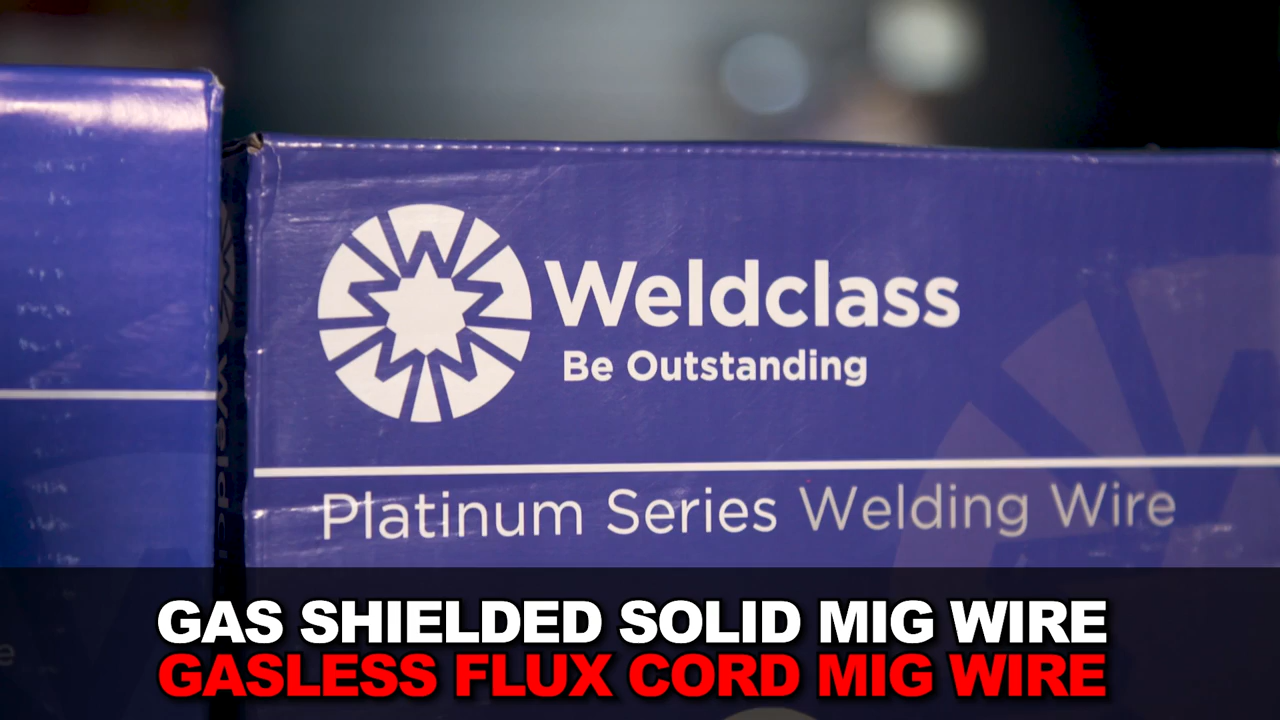 Weldclass
Be Outstanding
Platinum Series Welding Wire
GAS SHIELDED SOLID MIG WIRE
GASLESS FLUX CORD MIG WIRE